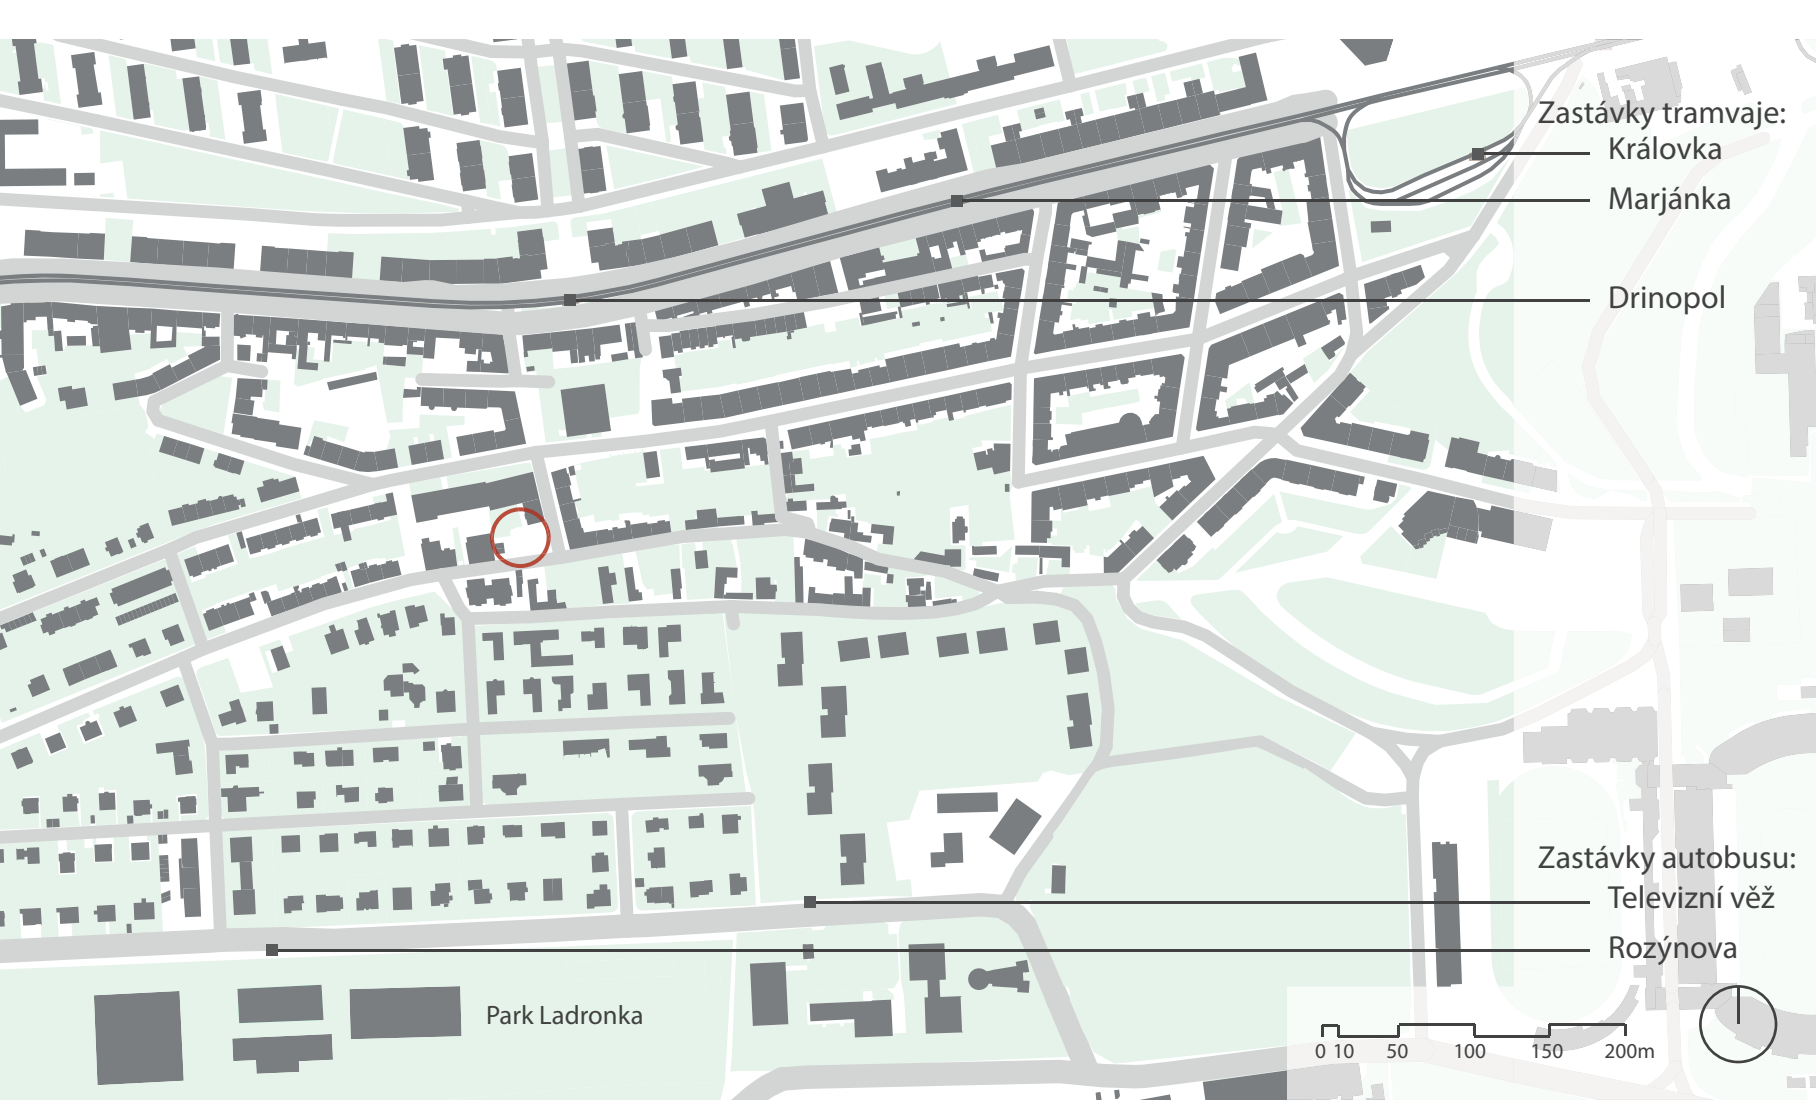 Zastávky tramvaje:
Královka
Marjánka
Drinopol
Zastávky autobusu:
Televizní věž
Rozýnova
Park Ladronka
0 10 50 100 150 200m